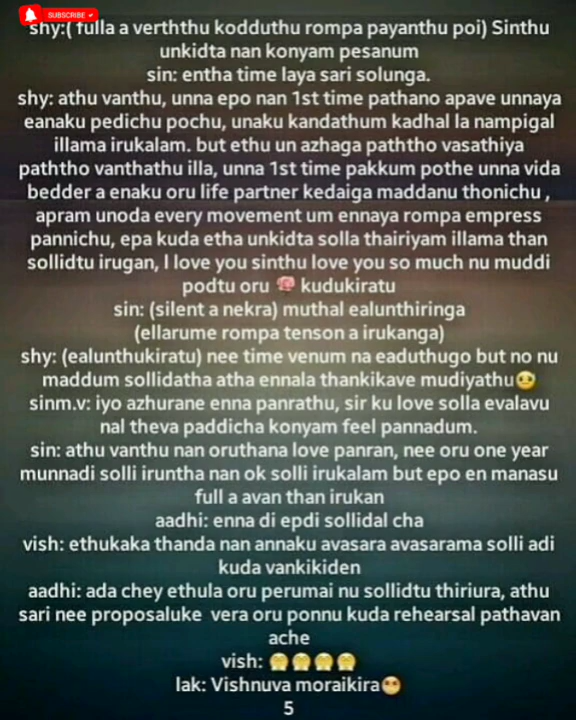 SUBSCRIBE
shy:( fulla a verththu kodduthu rompa payanthu poi) Sinthu
unkidta nan konyam pesanum
sin: entha time laya sari solunga.
shy: athu vanthu, unna epo nan 1st time pathano apave unnaya
eanaku pedichu pochu, unaku kandathum kadhal la nampigal
illama irukalam. but ethu un azhaga paththo vasathiya
paththo vanthathu illa, unna 1st time pakkum pothe unna vida
bedder a enaku oru life partner kedaiga maddanu thonichu ,
apram unoda every movement um ennaya rompa empress
pannichu, epa kuda etha unkidta solla thairiyam illama than
sollidtu irugan, I love you sinthu love you so much nu muddi
podtu oru 🌹 kudukiratu
sin: (silent a nekra) muthal ealunthiringa
(ellarume rompa tenson a irukanga)
shy: (ealunthukiratu) nee time venum na eaduthugo but no nu
maddum sollidatha atha ennala thankikave mudiyathu🥺
sinm.v: iyo azhurane enna panrathu, sir ku love solla evalavu
nal theva paddicha konyam feel pannadum.
sin: athu vanthu nan oruthana love panran, nee oru one year
munnadi solli iruntha nan ok solli irukalam but epo en manasu
full a avan than irukan
aadhi: enna di epdi sollidal cha
vish: ethukaka thanda nan annaku avasara avasarama solli adi
kuda vankikiden
aadhi: ada chey ethula oru perumai nu sollidtu thiriura, athu
sari nee proposaluke vera oru ponnu kuda rehearsal pathavan
ache
vish: 😤😤😤😤
lak: Vishnuva moraikira😬
5